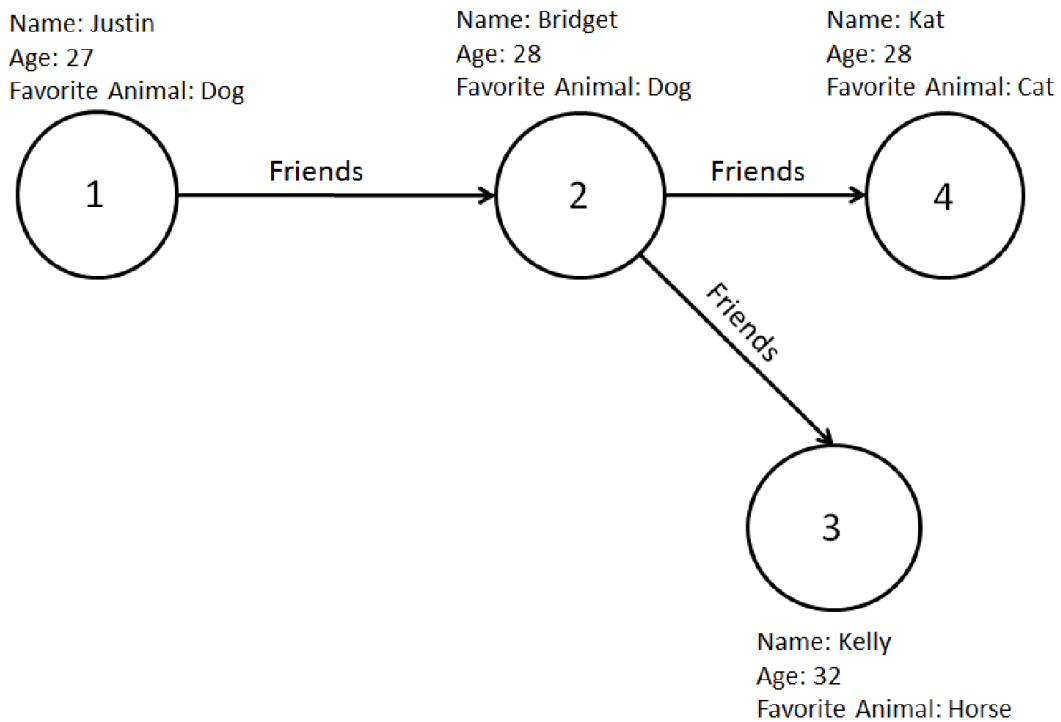 Name: Justin
Age: 27
Favorite Animal: Dog
Name: Bridget
Age: 28
Favorite Animal: Dog
Name: Kat
Age: 28
Favorite Animal: Cat
1
Friends
2
Friends
4
Friends
3
Name: Kelly
Age: 32
Favorite Animal: Horse